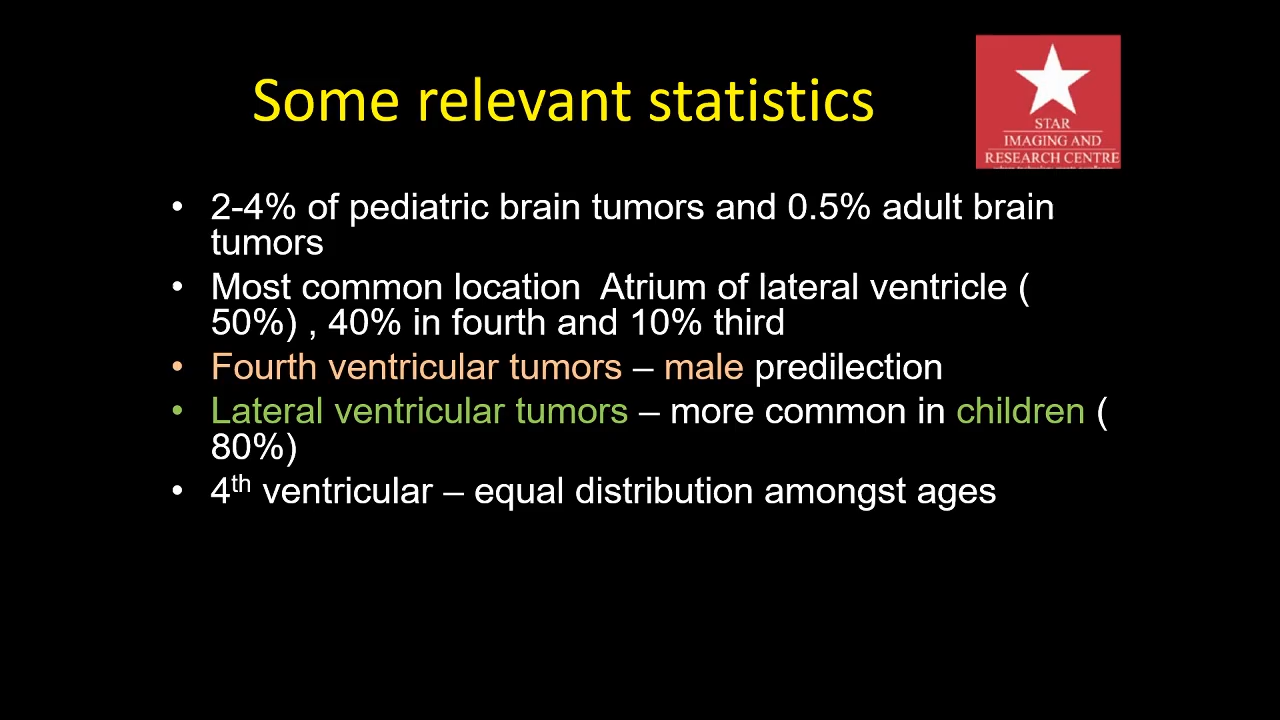 Some relevant statistics
STAR
IMAGING AND
RESEARCH CENTRE
• 2-4% of pediatric brain tumors and 0.5% adult brain
tumors
• Most common location  Atrium of lateral ventricle (
50%) , 40% in fourth and 10% third
• Fourth ventricular tumors – male predilection
• Lateral ventricular tumors – more common in children (
80%)
• 4th ventricular – equal distribution amongst ages